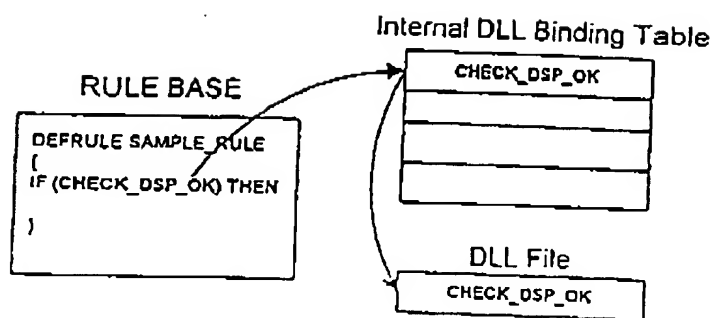 Internal DLL Binding Table
CHECK_DSP_OK
RULE BASE
DEFRULE SAMPLE_RULE
{
IF (CHECK_DSP_OK) THEN
}
DLL File
CHECK_DSP_OK